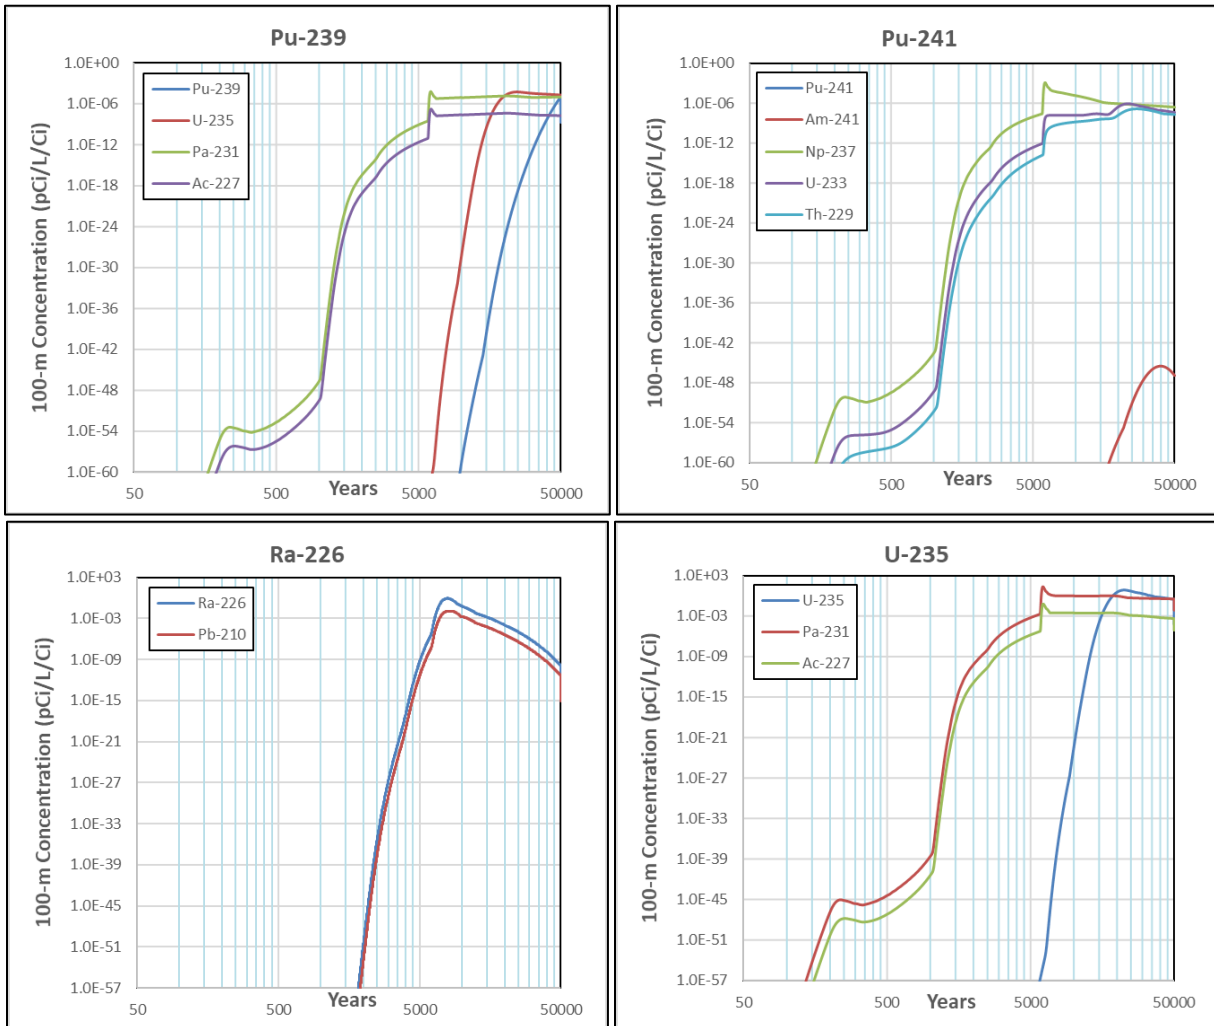 Pu-239
100-m Concentration (pCi/L/Ci)
1.0E+00
1.0E-06
1.0E-12
1.0E-18
1.0E-24
1.0E-30
1.0E-36
1.0E-42
1.0E-48
1.0E-54
1.0E-60
Pu-239
U-235
Pa-231
Ac-227
50
500
5000
50000
Years
Pu-241
100-m Concentration (pCi/L/Ci)
1.0E+00
1.0E-06
1.0E-12
1.0E-18
1.0E-24
1.0E-30
1.0E-36
1.0E-42
1.0E-48
1.0E-54
1.0E-60
Pu-241
Am-241
Np-237
U-233
Th-229
50
500
5000
50000
Years
Ra-226
100-m Concentration (pCi/L/Ci)
1.0E+03
1.0E-03
1.0E-09
1.0E-15
1.0E-21
1.0E-27
1.0E-33
1.0E-39
1.0E-45
1.0E-51
1.0E-57
Ra-226
Pb-210
50
500
5000
50000
Years
U-235
100-m Concentration (pCi/L/Ci)
1.0E+03
1.0E-03
1.0E-09
1.0E-15
1.0E-21
1.0E-27
1.0E-33
1.0E-39
1.0E-45
1.0E-51
1.0E-57
U-235
Pa-231
Ac-227
50
500
5000
50000
Years